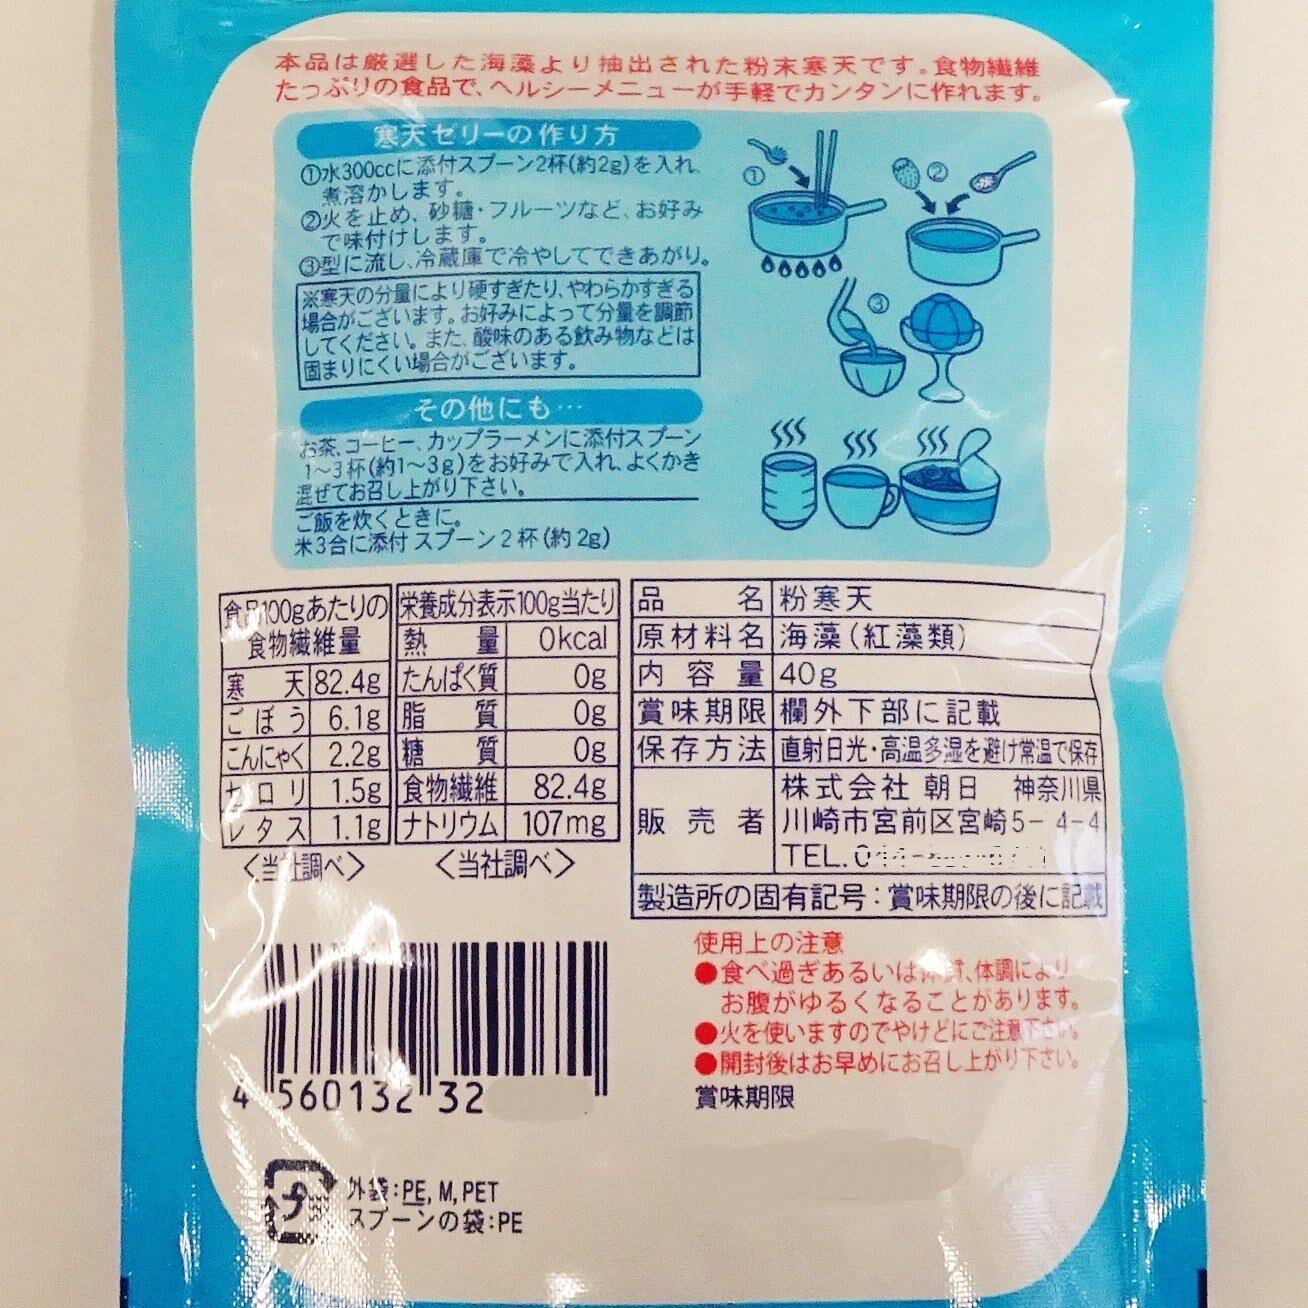 本品は厳選した海藻より抽出された粉末寒天です。食物繊維
たっぷりの食品で、ヘルシーメニューが手軽でカンタンに作れます。
寒天ゼリーの作り方
①水300ccに添付スプーン2杯(約2g)を入れ、
煮溶かします。
②火を止め、砂糖・フルーツなど、お好み
で味付けします。
③型に流し、冷蔵庫で冷やしてできあがり。
※寒天の分量により硬すぎたり、やわらかすぎる
場合がございます。お好みによって分量を調節
してください。また、酸味のある飲み物などは
固まりにくい場合がございます。
① ② ③
その他にも…
お茶、コーヒー、カップラーメンに添付スプーン
1〜3杯(約1〜3g)をお好みで入れ、よくかき
混ぜてお召し上がり下さい。
ご飯を炊くときに。
米3合に添付 スプーン2杯(約2g)
食品100gあたりの
食物繊維量
寒天 82.4g
ごぼう 6.1g
こんにゃく 2.2g
セロリ 1.5g
レタス 1.1g
〈当社調べ〉
栄養成分表示100g当たり
熱量 0kcal
たんぱく質 0g
脂質 0g
糖質 0g
食物繊維 82.4g
ナトリウム 107mg
〈当社調べ〉
品名 粉寒天
原材料名 海藻(紅藻類)
内容量 40g
賞味期限 欄外下部に記載
保存方法 直射日光・高温多湿を避け常温で保存
販売者 株式会社 朝日 神奈川県
川崎市宮前区宮崎5-4-4
TEL.
製造所の固有記号：賞味期限の後に記載
使用上の注意
●食べ過ぎあるいは体質、体調により
お腹がゆるくなることがあります。
●火を使いますのでやけどにご注意下さい。
●開封後はお早めにお召し上がり下さい。
賞味期限
4 560132 32
プ
外袋:PE, M, PET
スプーンの袋:PE